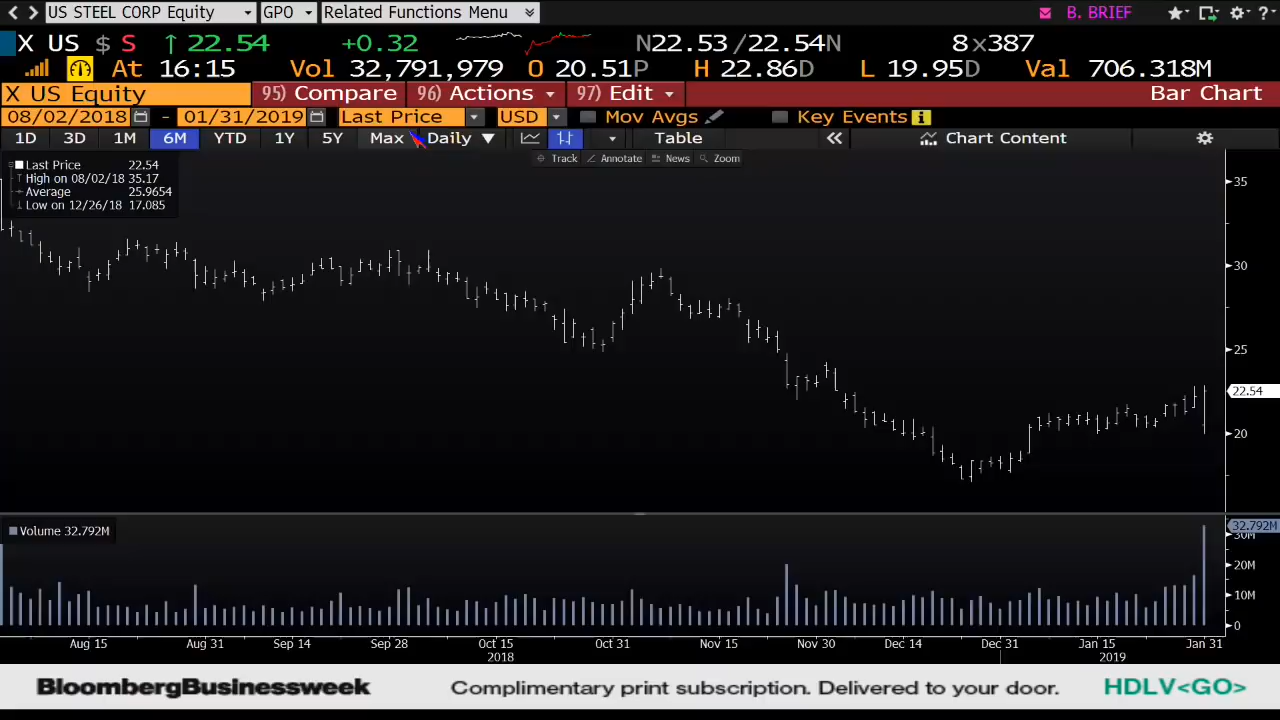 US STEEL CORP Equity GPO Related Functions Menu B. BRIEF ?
X US $ S ↑ 22.54 +0.32 N22.53 /22.54N 8x387
At 16:15 Vol 32,791,979 O 20.51P H 22.86D L 19.95D Val 706.318M
X US Equity 95) Compare 96) Actions 97) Edit Bar Chart
08/02/2018 - 01/31/2019 Last Price USD Mov Avgs Key Events i
1D 3D 1M 6M YTD 1Y 5Y Max Daily ▼ Table « Chart Content
Track Annotate News Zoom
Last Price 22.54
High on 08/02/18 35.17
Average 25.9654
Low on 12/26/18 17.085
35
30
25
22.54
20
Volume 32.792M
32.792M
30M
20M
10M
0
Aug 15 Aug 31 Sep 14 Sep 28 Oct 15 Oct 31 Nov 15 Nov 30 Dec 14 Dec 31 Jan 15 Jan 31
2018 2019
BloombergBusinessweek Complimentary print subscription. Delivered to your door. HDLV<GO>